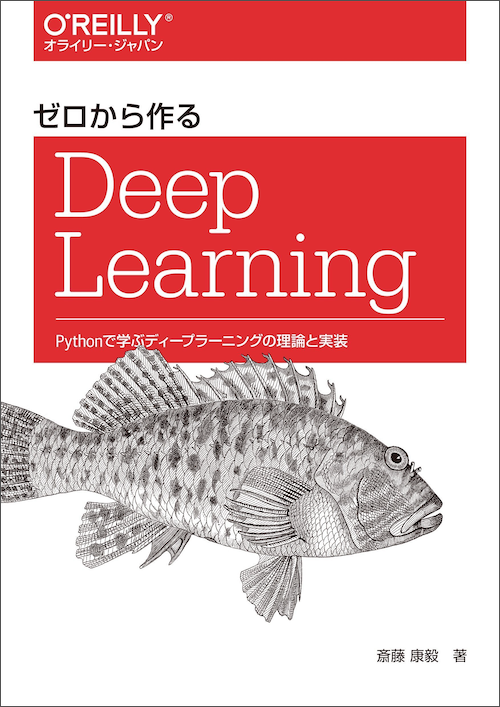 O'REILLY®
オライリー・ジャパン
ゼロから作る
Deep
Learning
Pythonで学ぶディープラーニングの理論と実装
斎藤 康毅 著